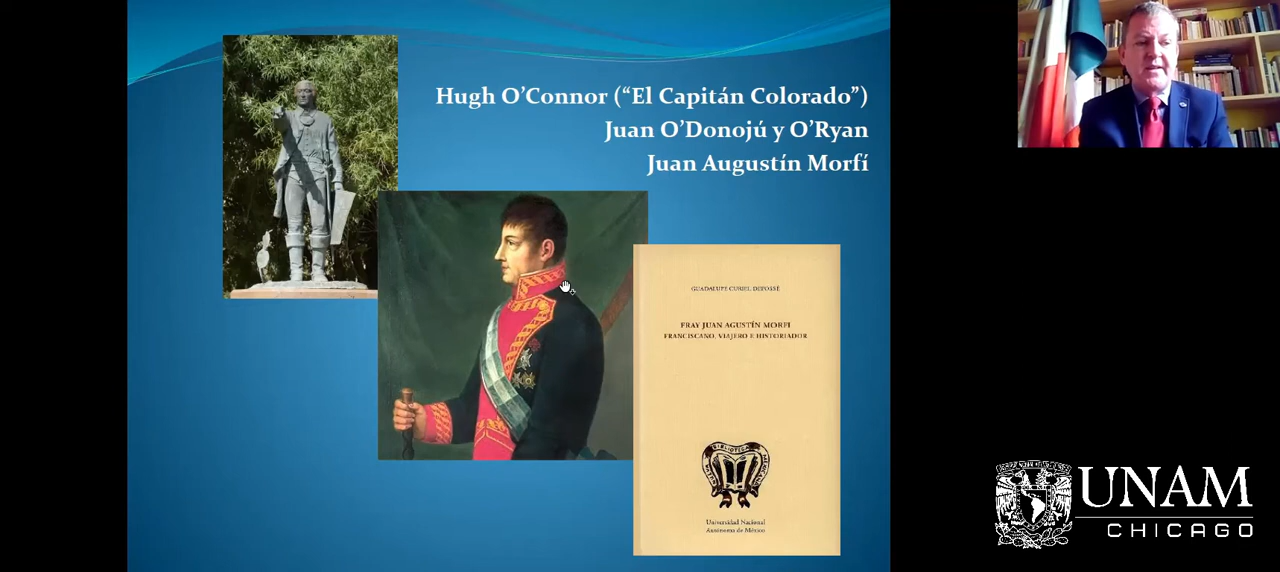 Hugh O’Connor (“El Capitán Colorado”)
Juan O’Donojú y O’Ryan
Juan Augustín Morfí
GUADALUPE CURIEL DEFOSSÉ
FRAY JUAN AGUSTÍN MORFI
FRANCISCANO, VIAJERO E HISTORIADOR
Universidad Nacional
Autónoma de México
UNAM
CHICAGO